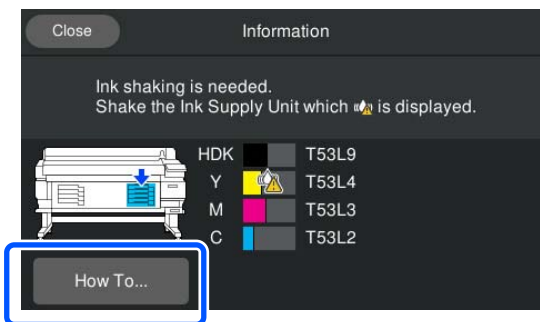 Close
Information
Ink shaking is needed.
Shake the Ink Supply Unit which is displayed.
HDK T53L9
Y T53L4
M T53L3
C T53L2
How To...